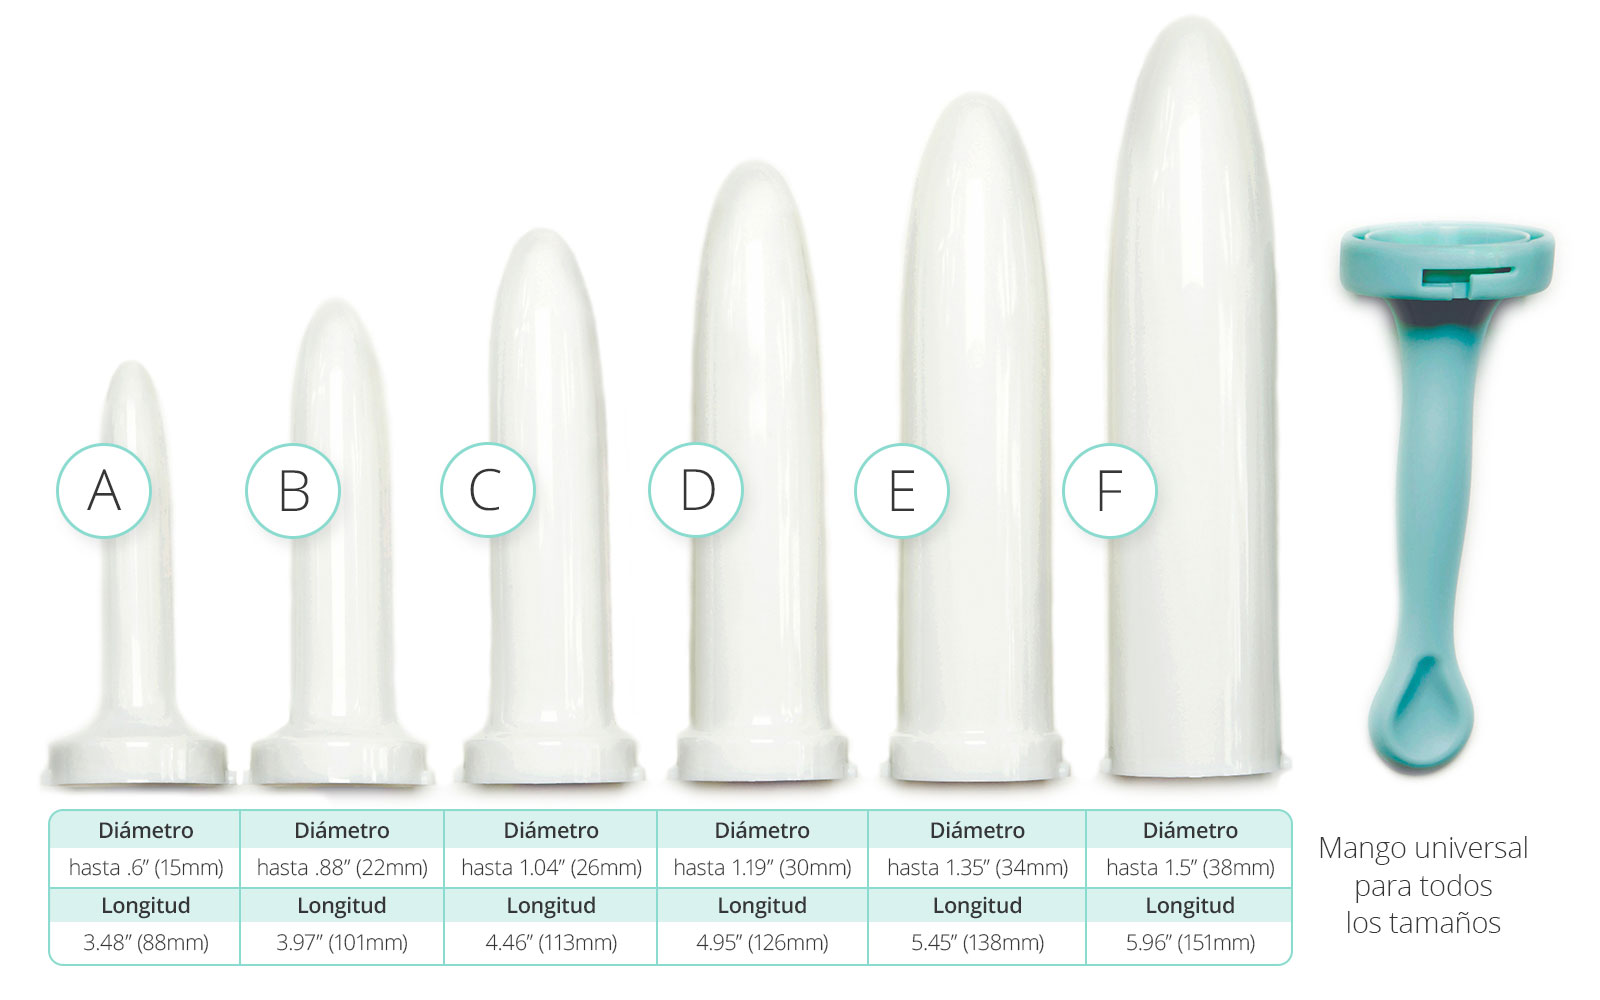 A
B
C
D
E
F
Diámetro
Diámetro
Diámetro
Diámetro
Diámetro
Diámetro
hasta .6” (15mm)
hasta .88” (22mm)
hasta 1.04” (26mm)
hasta 1.19” (30mm)
hasta 1.35” (34mm)
hasta 1.5” (38mm)
Longitud
Longitud
Longitud
Longitud
Longitud
Longitud
3.48” (88mm)
3.97” (101mm)
4.46” (113mm)
4.95” (126mm)
5.45” (138mm)
5.96” (151mm)
Mango universal
para todos
los tamaños